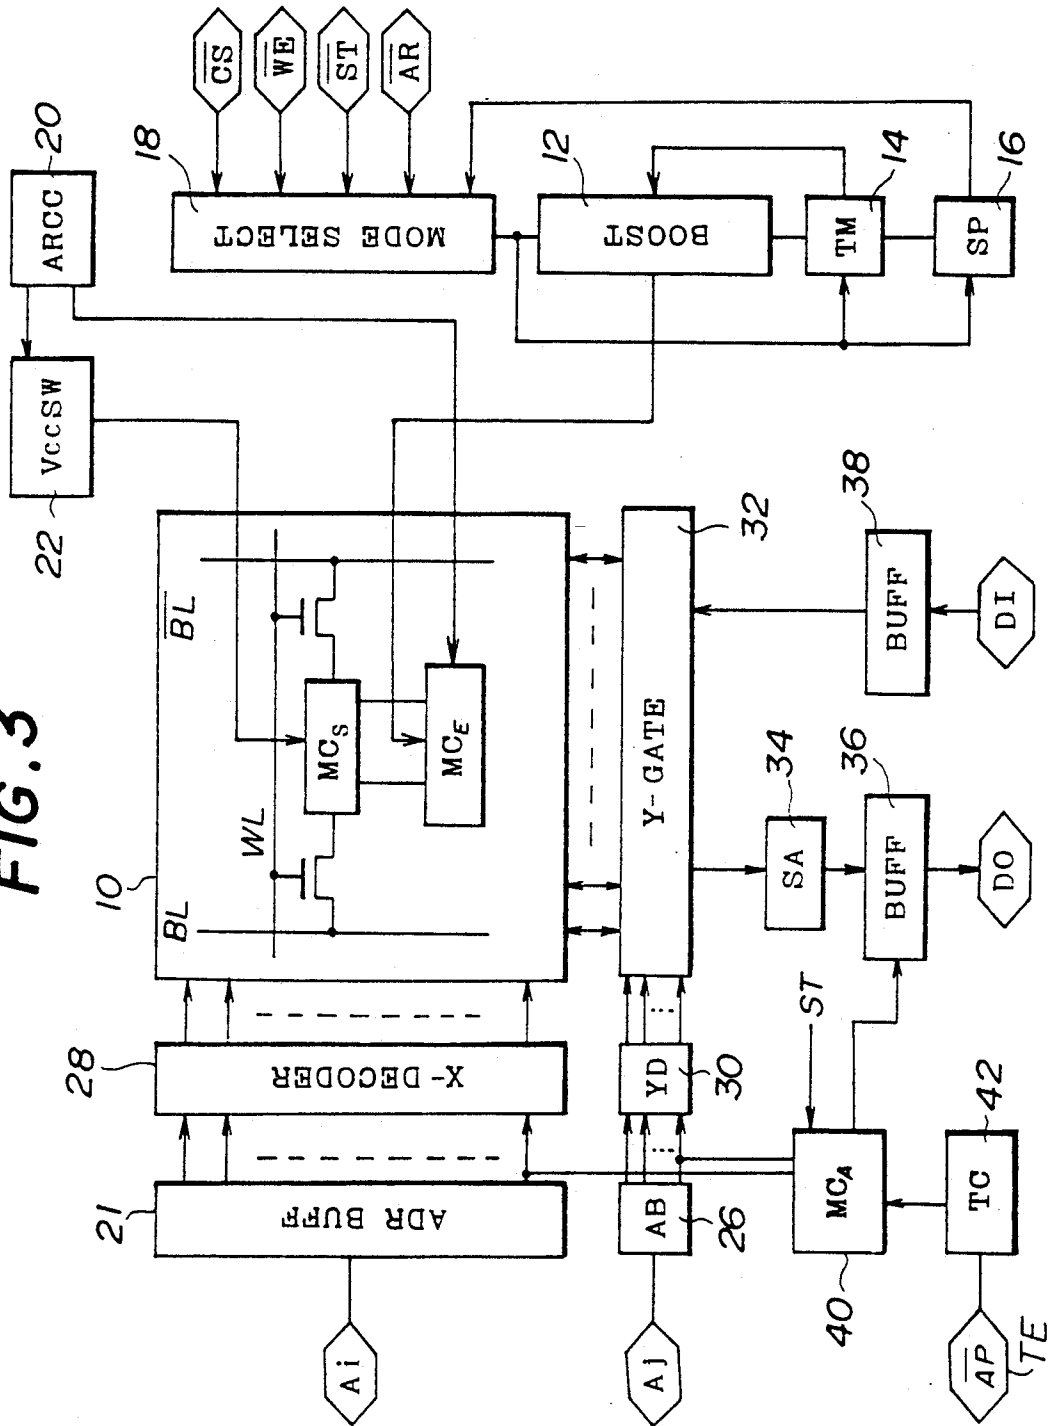 FIG.3
20
ARCC
22
VccSW
18
MODE SELECT
CS
WE
ST
AR
12
BOOST
14
TM
16
SP
10
BL
WL
BL
MCS
MCE
28
X-DECODER
21
ADR BUFF
Ai
32
Y-GATE
30
YD
26
AB
Aj
34
SA
36
BUFF
DO
38
BUFF
DI
ST
40
MCA
42
TC
AP
TE